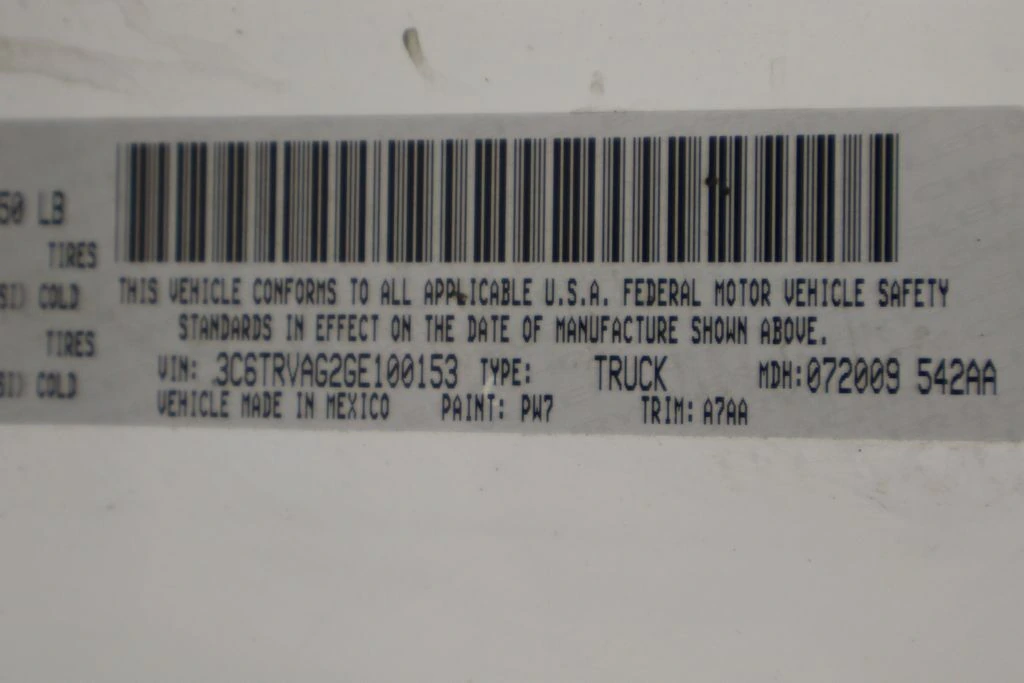 50 LB
TIRES
SI) COLD
TIRES
SI) COLD
THIS VEHICLE CONFORMS TO ALL APPLICABLE U.S.A. FEDERAL MOTOR VEHICLE SAFETY
STANDARDS IN EFFECT ON THE DATE OF MANUFACTURE SHOWN ABOVE.
VIN: 3C6TRVAG2GE100153 TYPE: TRUCK MDH: 072009 542AA
VEHICLE MADE IN MEXICO PAINT: PW7 TRIM: A7AA